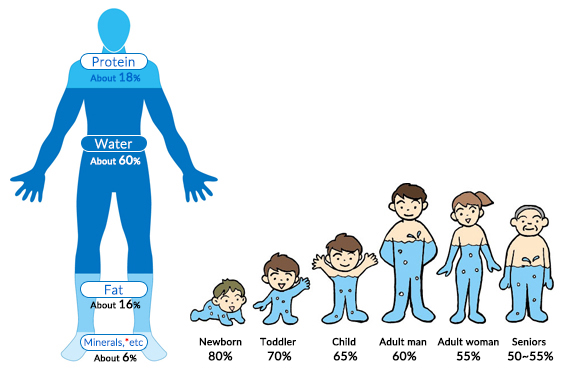 Protein
About 18%
Water
About 60%
Fat
About 16%
Minerals,*etc
About 6%
Newborn
80%
Toddler
70%
Child
65%
Adult man
60%
Adult woman
55%
Seniors
50~55%